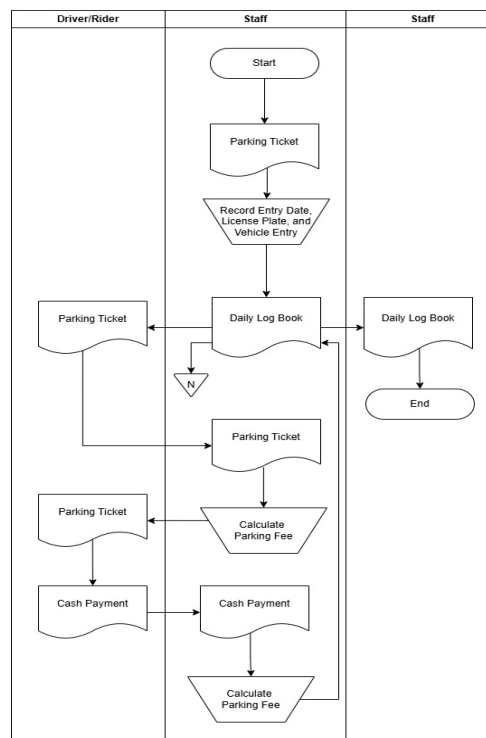 Driver/Rider
Staff
Staff
Start
Parking Ticket
Record Entry Date,
License Plate, and
Vehicle Entry
Parking Ticket
Daily Log Book
Daily Log Book
N
End
Parking Ticket
Parking Ticket
Calculate
Parking Fee
Cash Payment
Cash Payment
Calculate
Parking Fee